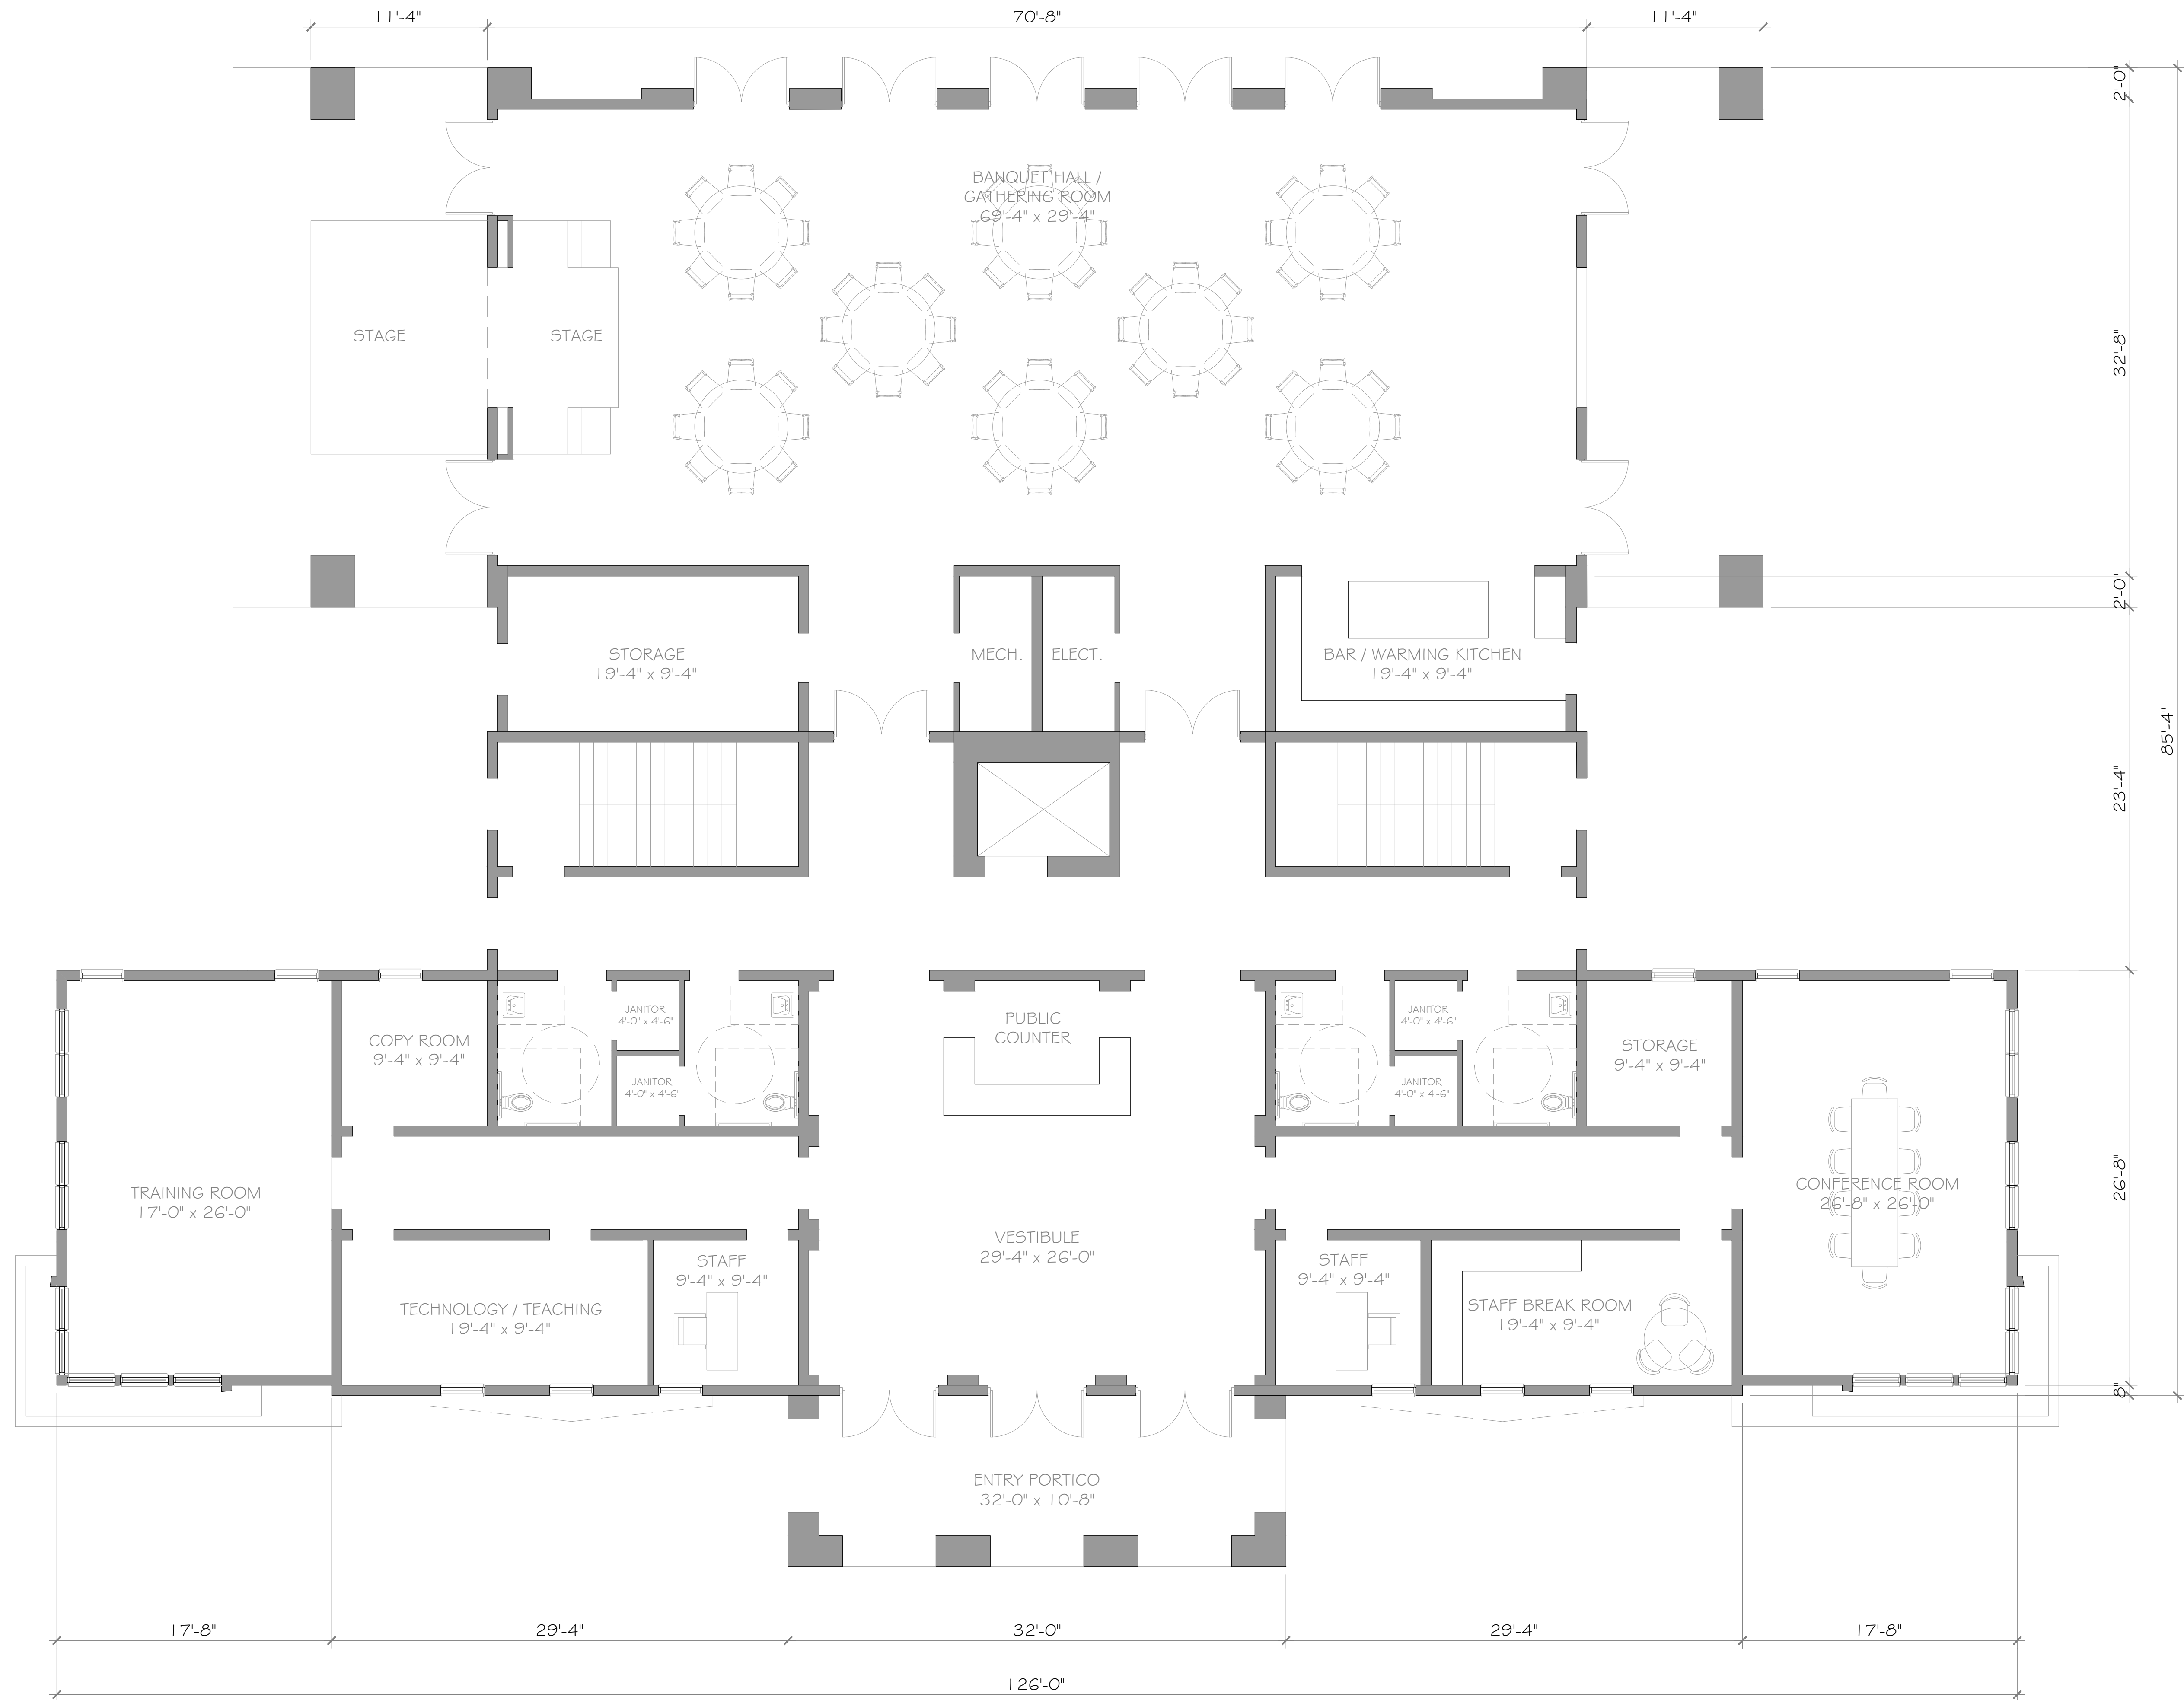 11'-4"
70'-8"
11'-4"
2'-0"
BANQUET HALL /
GATHERING ROOM
69'-4" x 29'-4"
STAGE
STAGE
32'-8"
2'-0"
STORAGE
19'-4" x 9'-4"
MECH.
ELECT.
BAR / WARMING KITCHEN
19'-4" x 9'-4"
85'-4"
23'-4"
COPY ROOM
9'-4" x 9'-4"
JANITOR
4'-0" x 4'-6"
JANITOR
4'-0" x 4'-6"
PUBLIC
COUNTER
JANITOR
4'-0" x 4'-6"
JANITOR
4'-0" x 4'-6"
STORAGE
9'-4" x 9'-4"
TRAINING ROOM
17'-0" x 26'-0"
CONFERENCE ROOM
26'-8" x 26'-0"
26'-8"
VESTIBULE
29'-4" x 26'-0"
STAFF
9'-4" x 9'-4"
STAFF
9'-4" x 9'-4"
TECHNOLOGY / TEACHING
19'-4" x 9'-4"
STAFF BREAK ROOM
19'-4" x 9'-4"
8"
ENTRY PORTICO
32'-0" x 10'-8"
17'-8"
29'-4"
32'-0"
29'-4"
17'-8"
126'-0"